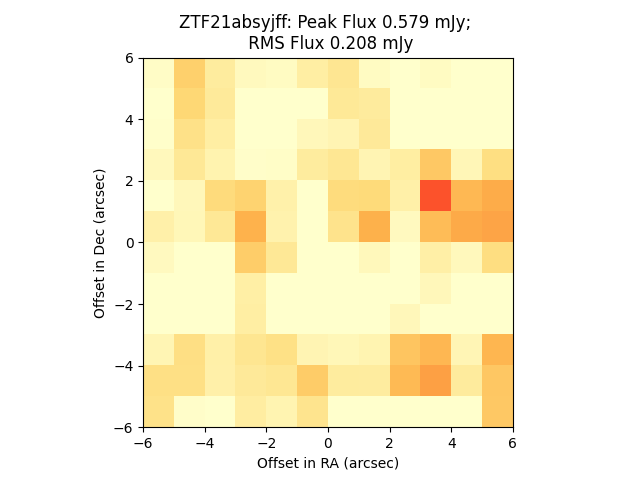 ZTF21absyjff: Peak Flux 0.579 mJy;
RMS Flux 0.208 mJy
6
4
2
0
−2
−4
−6
Offset in Dec (arcsec)
−6 −4 −2 0 2 4 6
Offset in RA (arcsec)